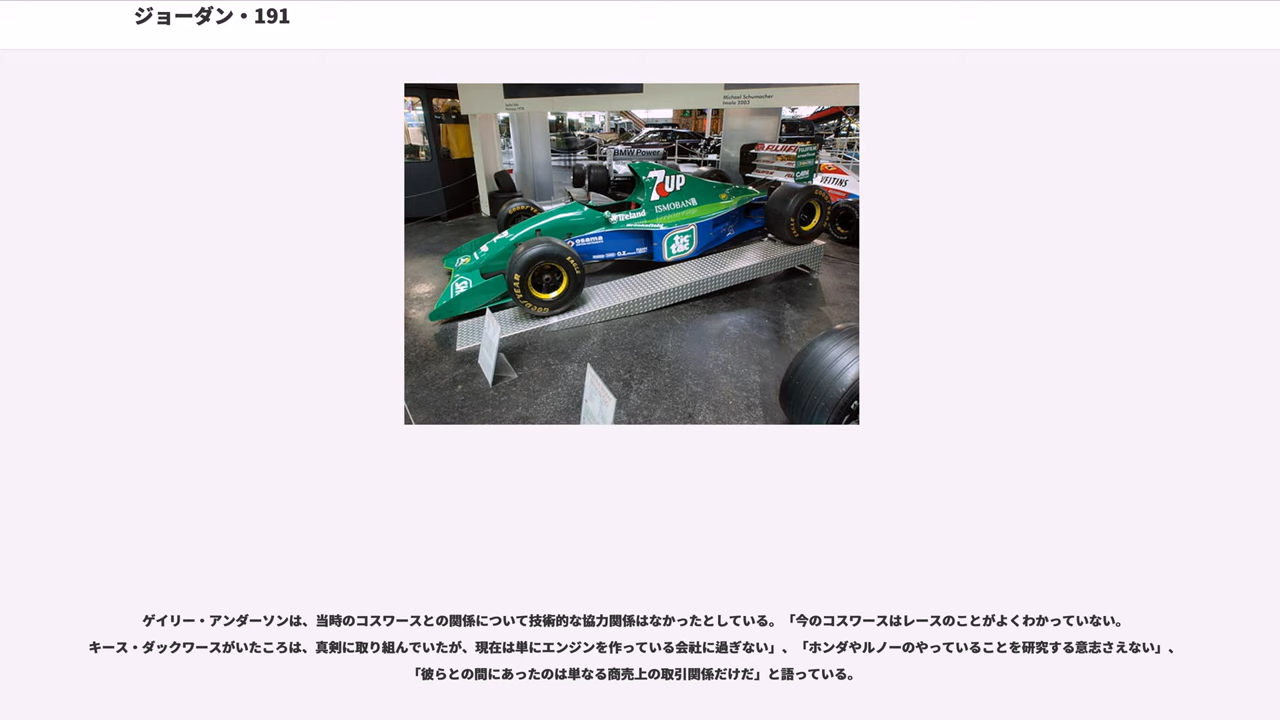 ジョーダン・191
Michael Schumacher
Imola 2003
BMW Power
FUJIFILM
7UP
Ireland
osama
tic tac
GOODYEAR
EAGLE
ゲイリー・アンダーソンは、当時のコスワースとの関係について技術的な協力関係はなかったとしている。「今のコスワースはレースのことがよくわかっていない。
キース・ダックワースがいたころは、真剣に取り組んでいたが、現在は単にエンジンを作っている会社に過ぎない」、「ホンダやルノーのやっていることを研究する意志さえない」、
「彼らとの間にあったのは単なる商売上の取引関係だけだ」と語っている。